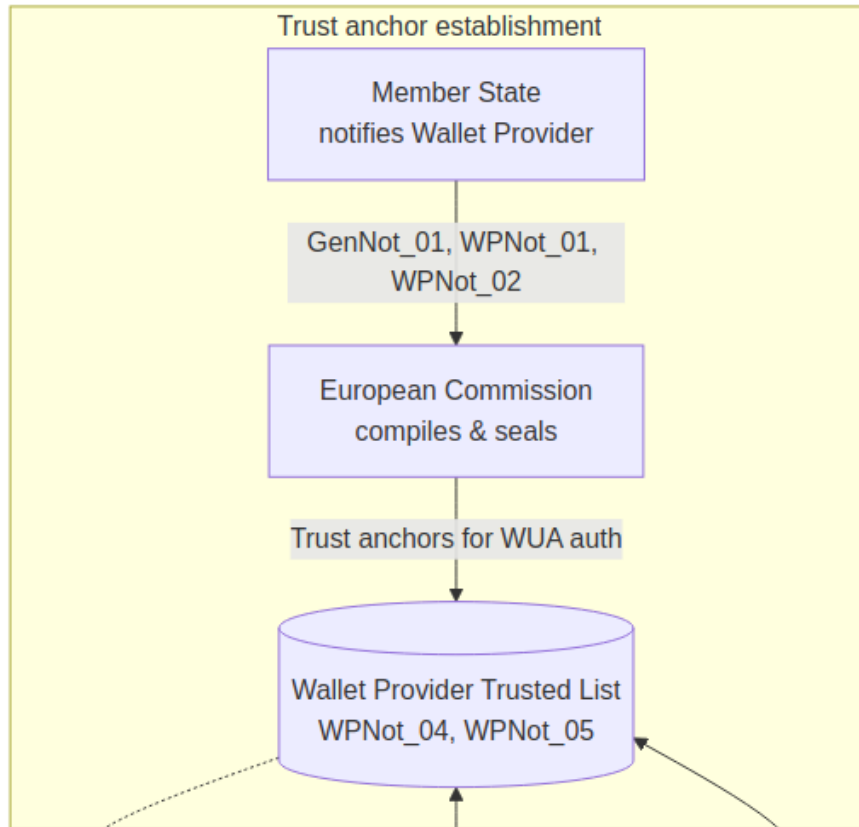 Trust anchor establishment
Member State
notifies Wallet Provider
GenNot_01, WPNot_01,
WPNot_02
European Commission
compiles & seals
Trust anchors for WUA auth
Wallet Provider Trusted List
WPNot_04, WPNot_05